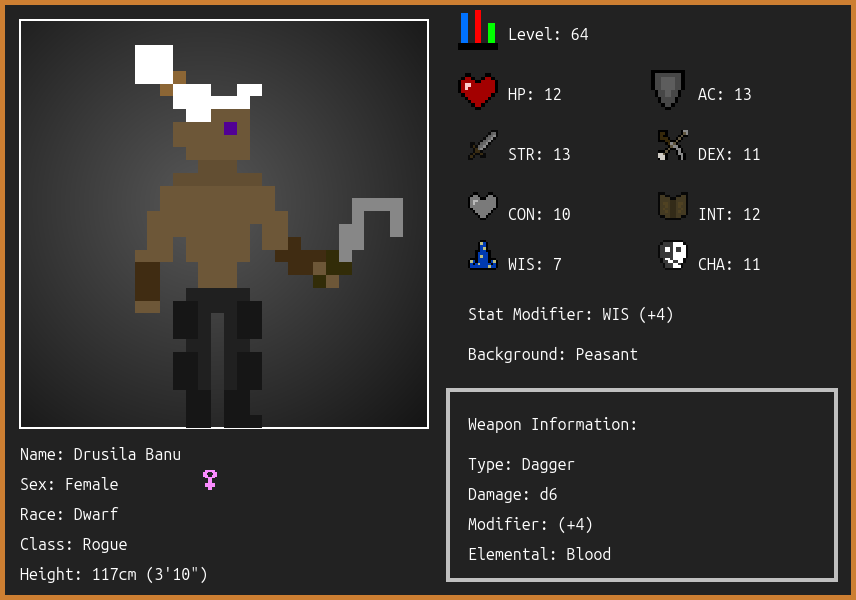 Level: 64
HP: 12
AC: 13
STR: 13
DEX: 11
CON: 10
INT: 12
WIS: 7
CHA: 11
Stat Modifier: WIS (+4)
Background: Peasant
Weapon Information:
Type: Dagger
Damage: d6
Modifier: (+4)
Elemental: Blood
Name: Drusila Banu
Sex: Female
Race: Dwarf
Class: Rogue
Height: 117cm (3'10")